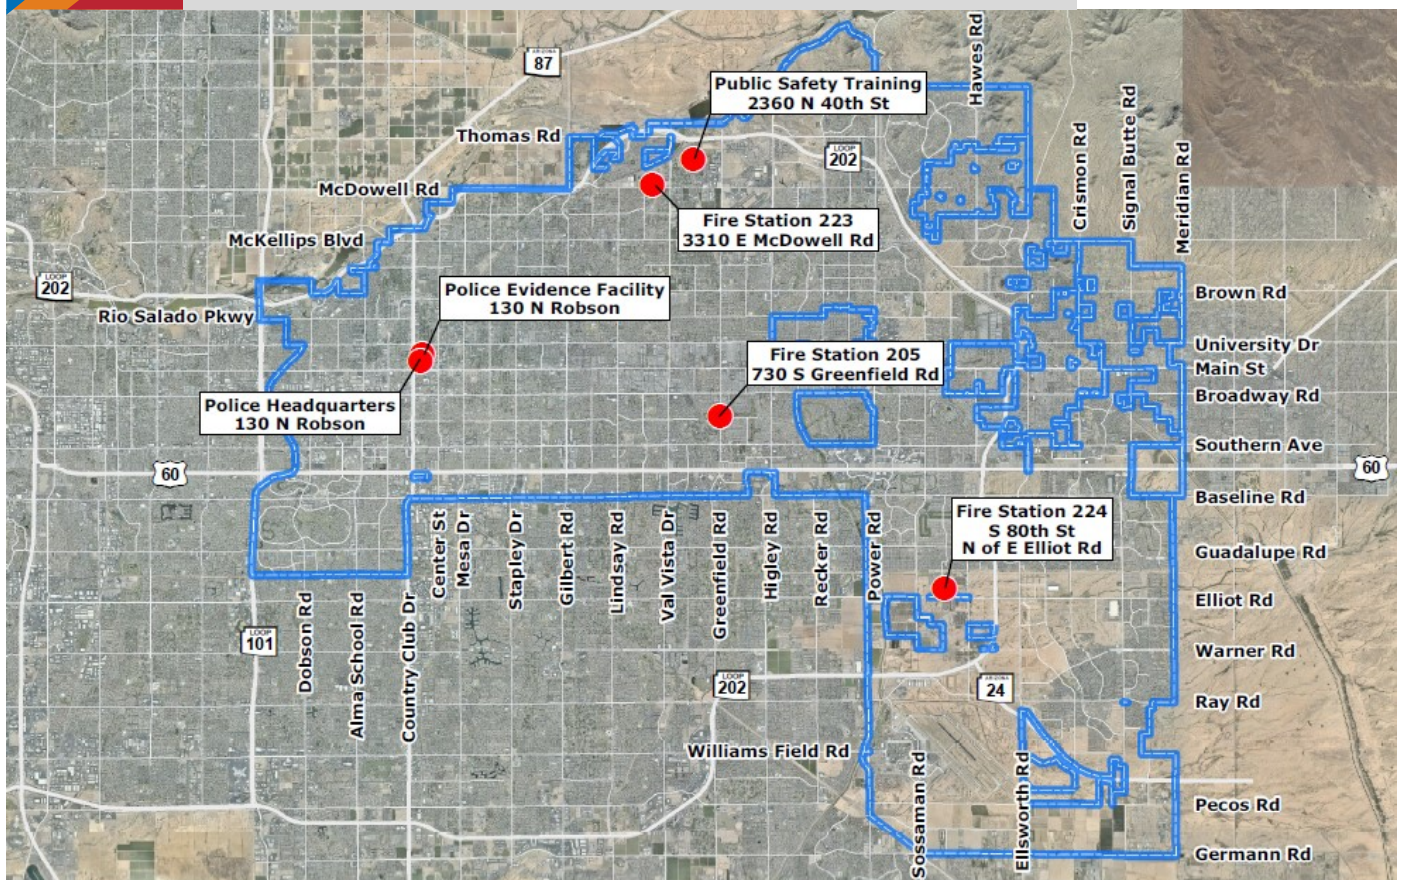 ARIZONA
87
Hawes Rd
Public Safety Training
2360 N 40th St
Thomas Rd
LOOP
202
Crismon Rd
Signal Butte Rd
Meridian Rd
McDowell Rd
Fire Station 223
3310 E McDowell Rd
McKellips Blvd
LOOP
202
Police Evidence Facility
130 N Robson
Brown Rd
Rio Salado Pkwy
University Dr
Fire Station 205
730 S Greenfield Rd
Main St
Broadway Rd
Police Headquarters
130 N Robson
Southern Ave
60
60
Baseline Rd
Fire Station 224
S 80th St
N of E Elliot Rd
Center St
Mesa Dr
Stapley Dr
Gilbert Rd
Lindsay Rd
Val Vista Dr
Greenfield Rd
Higley Rd
Recker Rd
Power Rd
Guadalupe Rd
Elliot Rd
Dobson Rd
Alma School Rd
Country Club Dr
LOOP
101
Warner Rd
LOOP
202
ARIZONA
24
Ray Rd
Williams Field Rd
Sossaman Rd
Ellsworth Rd
Pecos Rd
Germann Rd